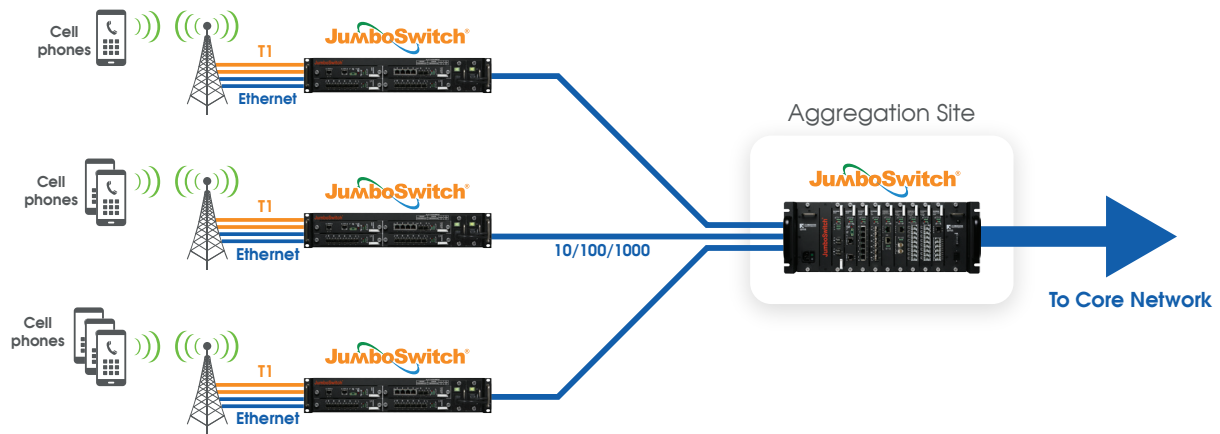 Cell
phones
T1
JumboSwitch®
Ethernet
Aggregation Site
Cell
phones
T1
JumboSwitch®
Ethernet
10/100/1000
JumboSwitch®
JumboSwitch
To Core Network
Cell
phones
T1
JumboSwitch®
Ethernet